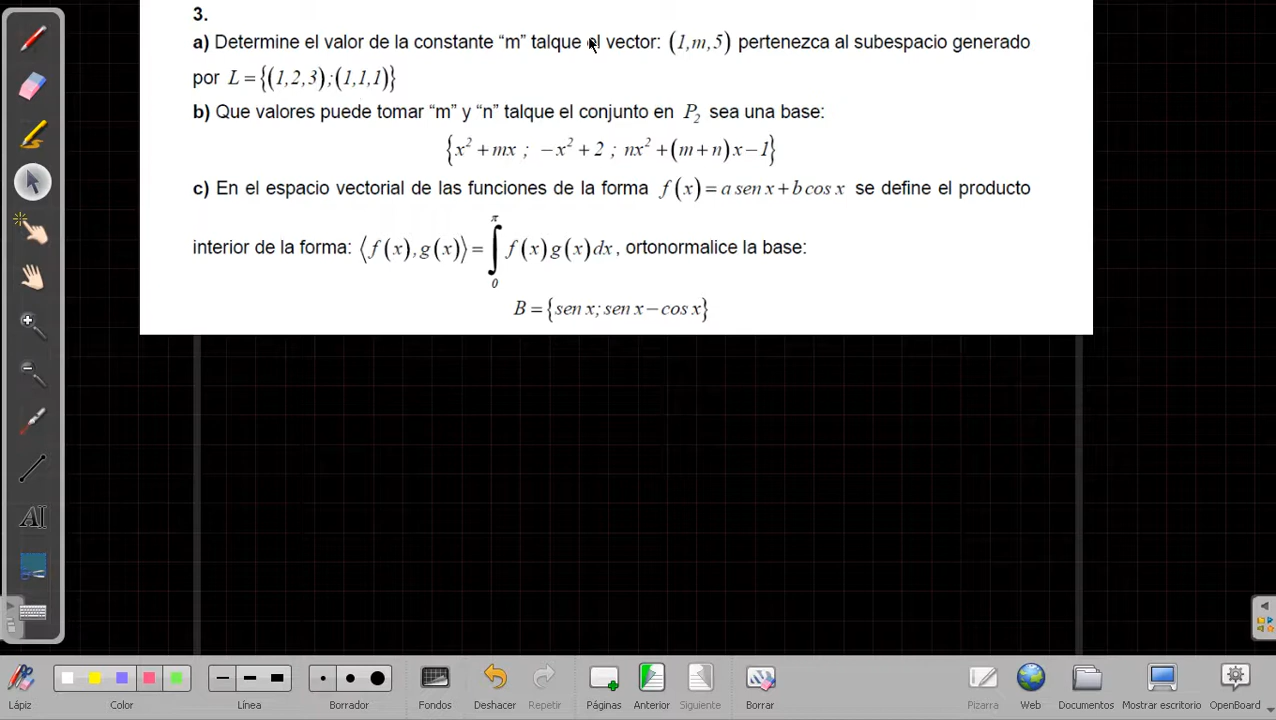 3.
a) Determine el valor de la constante “m” talque el vector: (1,m,5) pertenezca al subespacio generado
por L = {(1,2,3);(1,1,1)}
b) Que valores puede tomar “m” y “n” talque el conjunto en P₂ sea una base:
{x² + mx ; −x² + 2 ; nx² + (m + n) x − 1}
c) En el espacio vectorial de las funciones de la forma f (x) = a sen x + b cos x se define el producto
interior de la forma: ⟨f (x), g (x)⟩ = ∫₀^π f (x) g (x) dx, ortonormalice la base:
B = {sen x; sen x − cos x}
Lápiz Color Línea Borrador Fondos Deshacer Repetir Páginas Anterior Siguiente Borrar Pizarra Web Documentos Mostrar escritorio OpenBoard